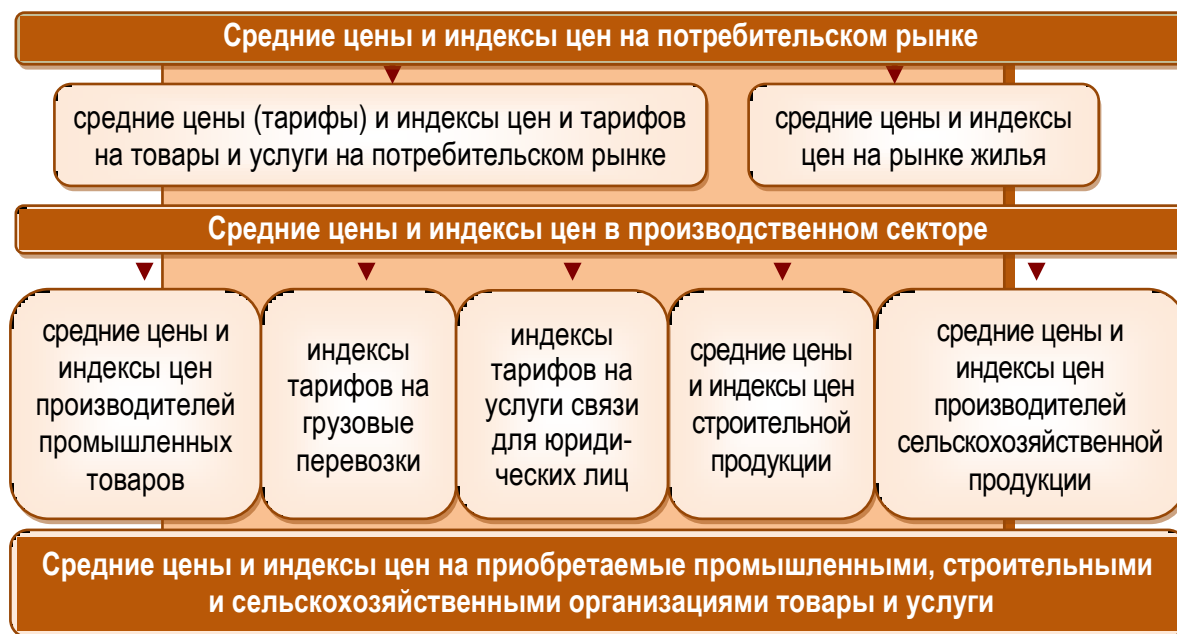 Средние цены и индексы цен на потребительском рынке
средние цены (тарифы) и индексы цен и тарифов
на товары и услуги на потребительском рынке
средние цены и индексы
цен на рынке жилья
Средние цены и индексы цен в производственном секторе
средние цены и
индексы цен
производителей
промышленных
товаров
индексы
тарифов на
грузовые
перевозки
индексы
тарифов на
услуги связи
для юриди-
ческих лиц
средние цены
и индексы цен
строительной
продукции
средние цены и
индексы цен
производителей
сельскохозяйственной
продукции
Средние цены и индексы цен на приобретаемые промышленными, строительными
и сельскохозяйственными организациями товары и услуги